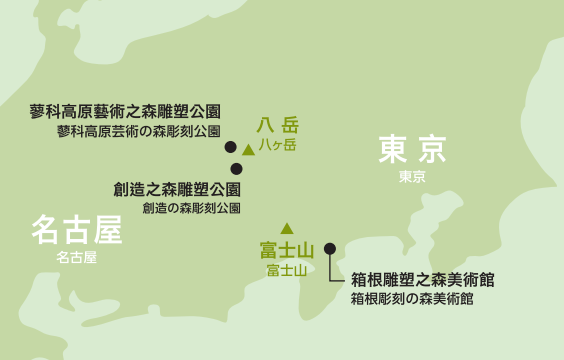 蓼科高原藝術之森雕塑公園
蓼科高原芸術の森彫刻公園
八岳
八ヶ岳
東京
東京
創造之森雕塑公園
創造の森彫刻公園
名古屋
名古屋
富士山
富士山
箱根雕塑之森美術館
箱根彫刻の森美術館